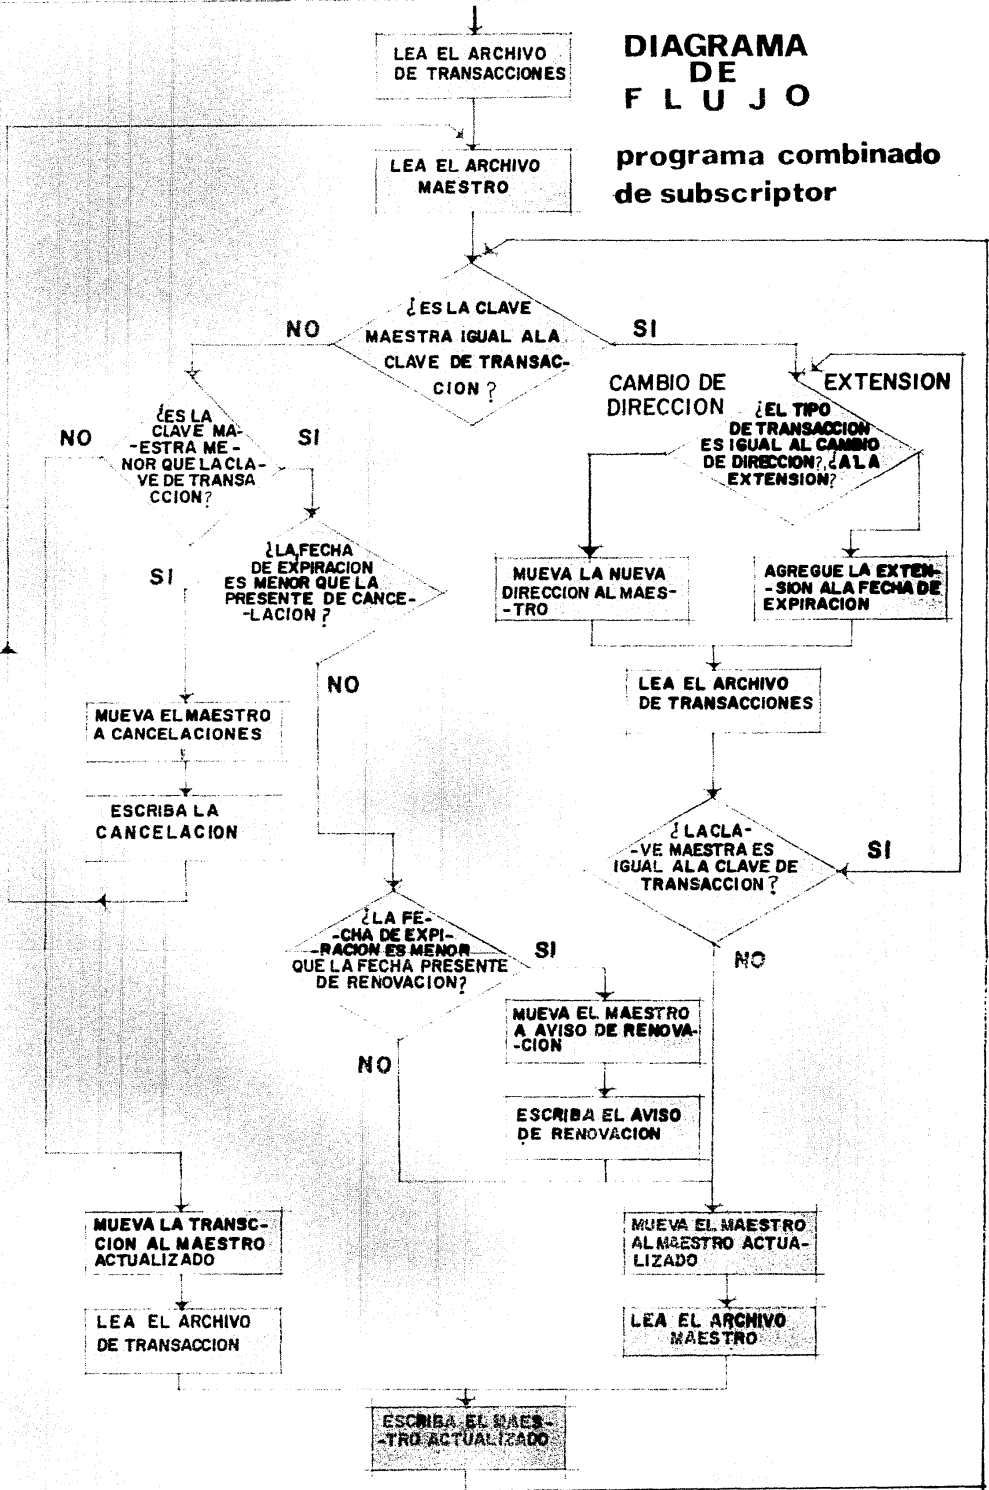 LEA EL ARCHIVO
DE TRANSACCIONES
DIAGRAMA
DE
FLUJO
programa combinado
de subscriptor
LEA EL ARCHIVO
MAESTRO
¿ES LA CLAVE
MAESTRA IGUAL ALA
CLAVE DE TRANSAC-
CION?
NO
SI
CAMBIO DE
DIRECCION
EXTENSION
¿EL TIPO
DE TRANSACCION
ES IGUAL AL CAMBIO
DE DIRECCION?,¿ALA
EXTENSION?
NO
¿ES LA
CLAVE MA-
-ESTRA ME-
NOR QUE LA CLA-
VE DE TRANSA
CCION?
SI
SI
¿LA FECHA
DE EXPIRACION
ES MENOR QUE LA
PRESENTE DE CANCE-
-LACION?
NO
MUEVA LA NUEVA
DIRECCION AL MAES-
-TRO
AGREGUE LA EXTEN-
-SION ALA FECHA DE
EXPIRACION
LEA EL ARCHIVO
DE TRANSACCIONES
MUEVA EL MAESTRO
A CANCELACIONES
ESCRIBA LA
CANCELACION
¿LA CLA-
-VE MAESTRA ES
IGUAL ALA CLAVE DE
TRANSACCION?
SI
NO
¿LA FE-
-CHA DE EXPI-
-RACION ES MENOR
QUE LA FECHA PRESENTE
DE RENOVACION?
SI
NO
MUEVA EL MAESTRO
A AVISO DE RENOVA-
-CION
ESCRIBA EL AVISO
DE RENOVACION
MUEVA LA TRANSC-
CION AL MAESTRO
ACTUALIZADO
LEA EL ARCHIVO
DE TRANSACCION
MUEVA EL MAESTRO
AL MAESTRO ACTUA-
LIZADO
LEA EL ARCHIVO
MAESTRO
ESCRIBA EL MAES-
-TRO ACTUALIZADO